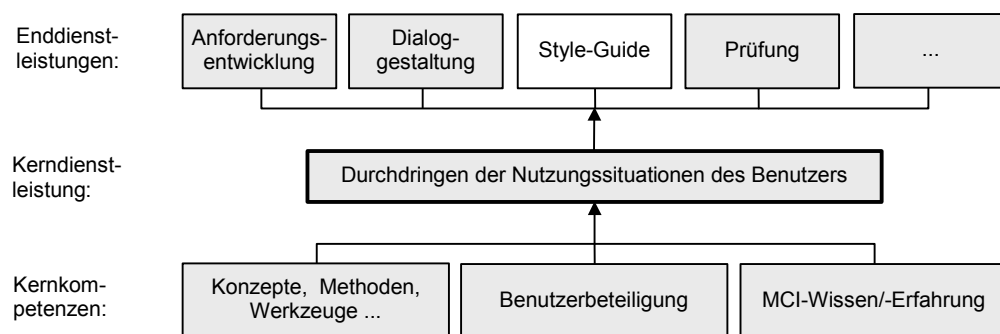 Enddienst-
leistungen:
Anforderungs-
entwicklung
Dialog-
gestaltung
Style-Guide
Prüfung
...
Kerndienst-
leistung:
Durchdringen der Nutzungssituationen des Benutzers
Kernkom-
petenzen:
Konzepte, Methoden,
Werkzeuge ...
Benutzerbeteiligung
MCI-Wissen/-Erfahrung